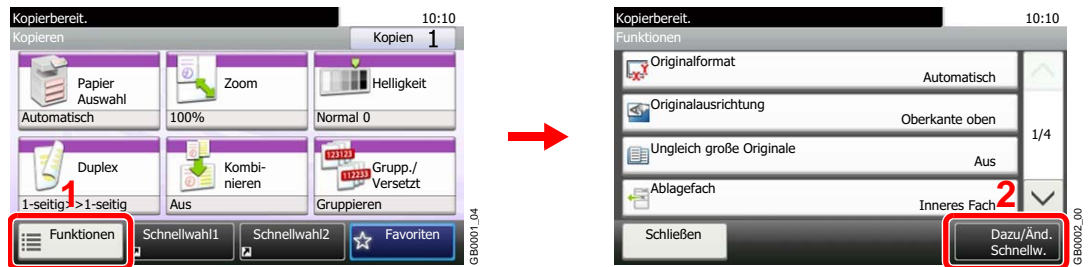 Kopierbereit.
10:10
Kopieren
Kopien 1
Papier
Auswahl
Automatisch
Zoom
100%
Helligkeit
Normal 0
Duplex
1-seitig>>1-seitig
Kombi-
nieren
Aus
123123
112233
Grupp./
Versetzt
Gruppieren
1
Funktionen
Schnellwahl1
Schnellwahl2
Favoriten
GB0001_04
Kopierbereit.
10:10
Funktionen
Originalformat
Automatisch
Originalausrichtung
Oberkante oben
1/4
Ungleich große Originale
Aus
Ablagefach
Inneres Fach
2
Schließen
Dazu/Änd.
Schnellw.
GB0002_00